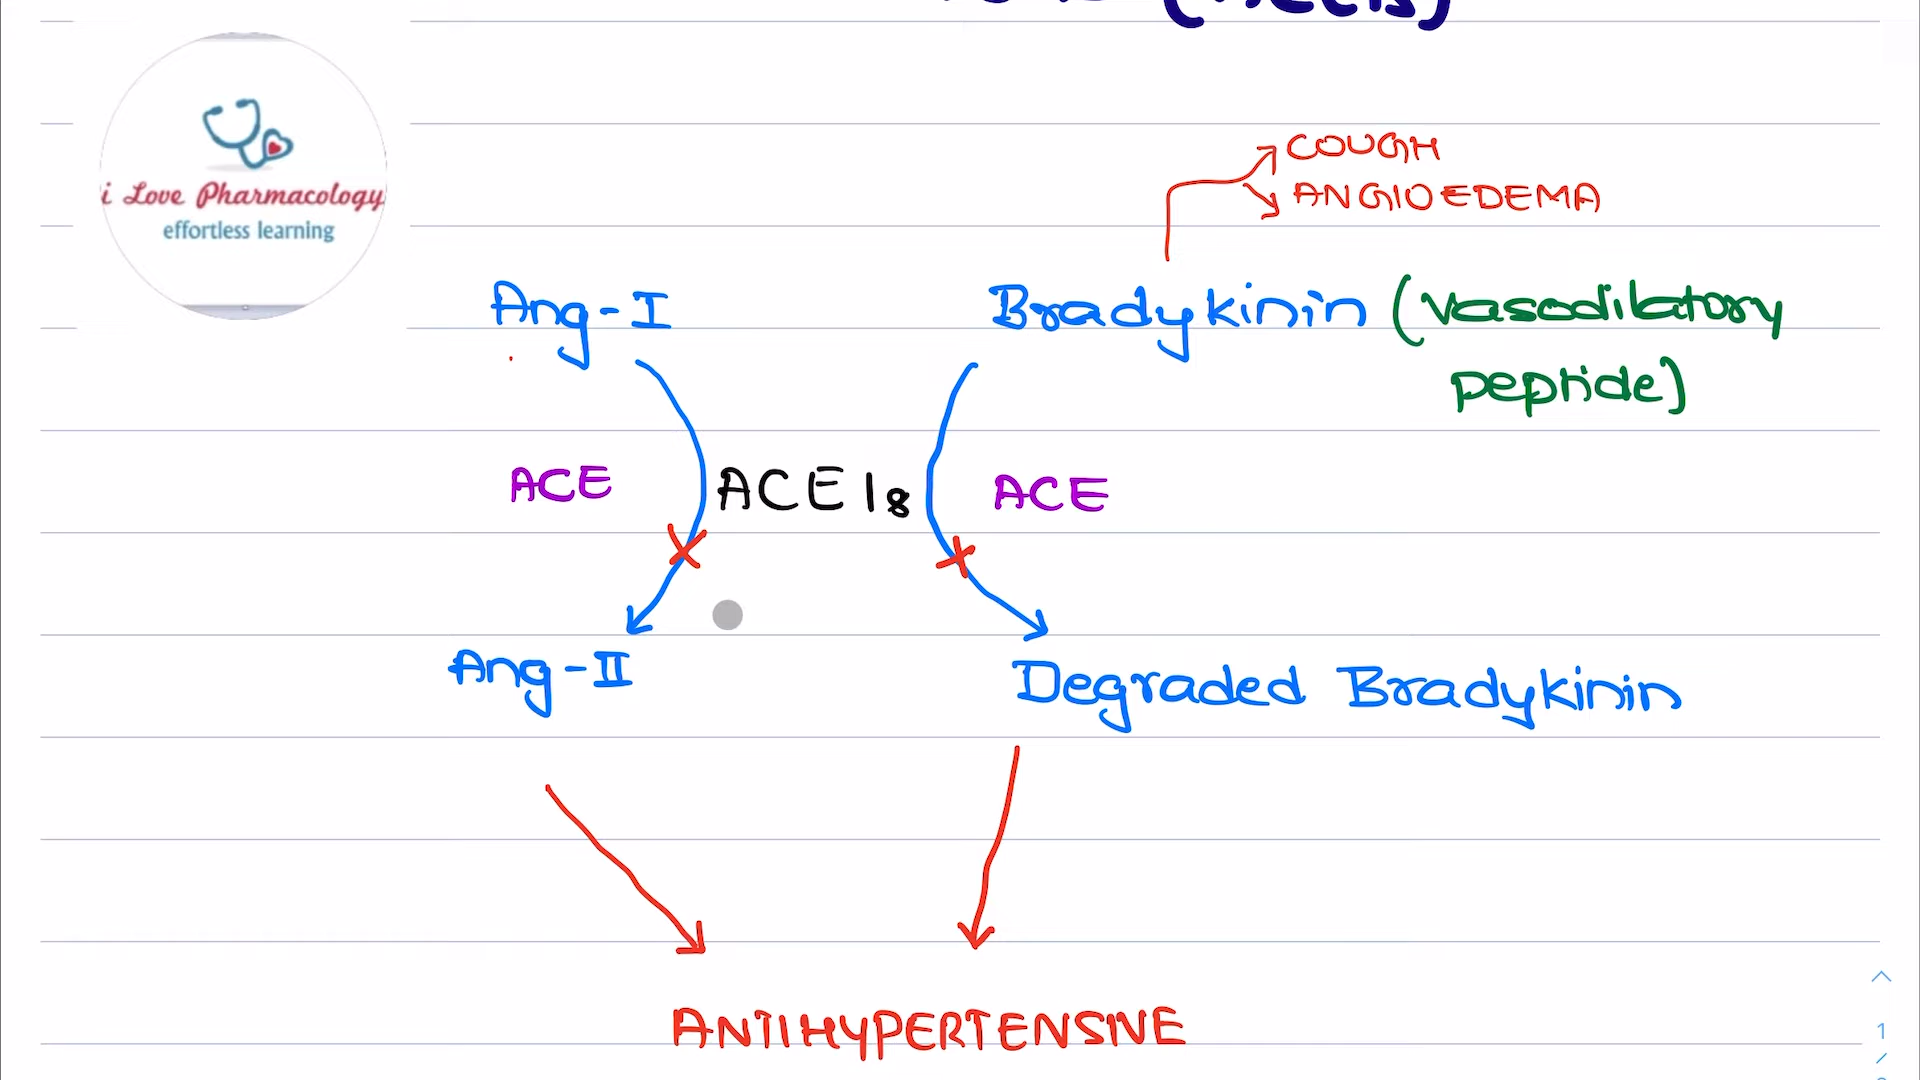 (ACEIs)
i Love Pharmacology
effortless learning
COUGH
ANGIOEDEMA
Ang-I
Bradykinin (vasodilatory
peptide)
ACE
ACEIs
ACE
Ang-II
Degraded Bradykinin
ANTIHYPERTENSIVE
1
/